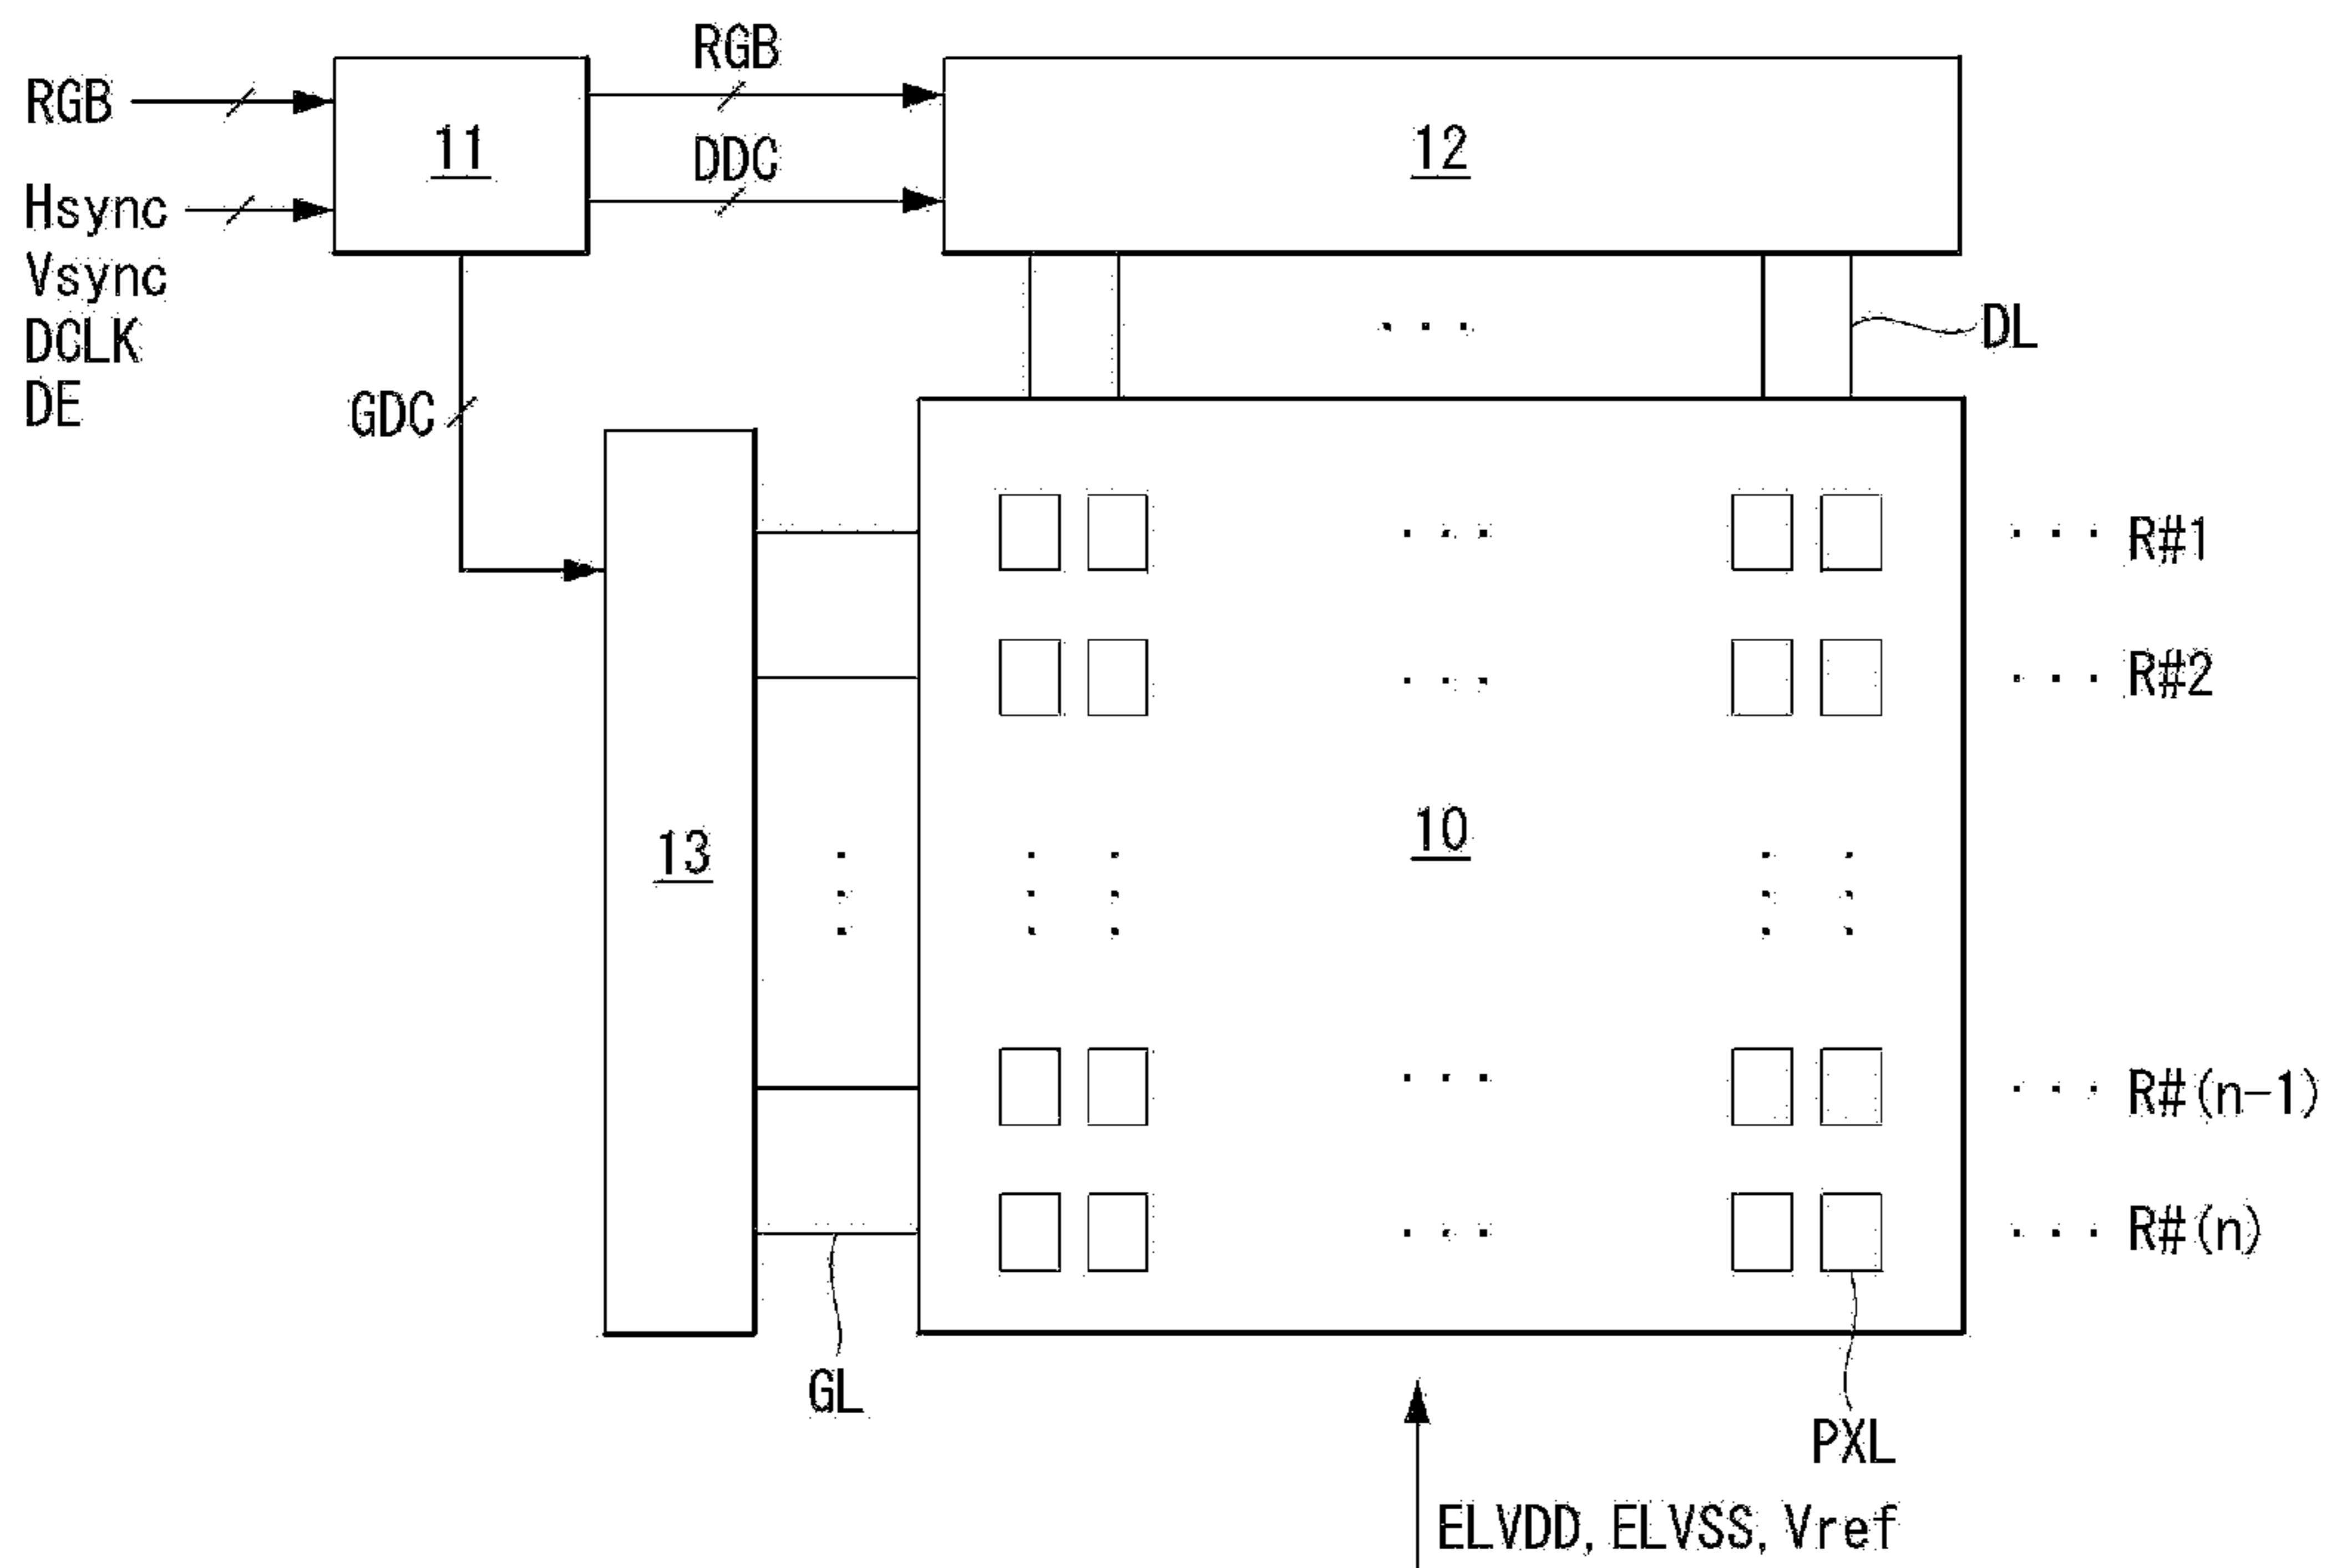 RGB
RGB
11
12
DDC
Hsync
Vsync
DCLK
DE
DL
GDC
R#1
R#2
10
13
R#(n-1)
R#(n)
GL
PXL
ELVDD, ELVSS, Vref